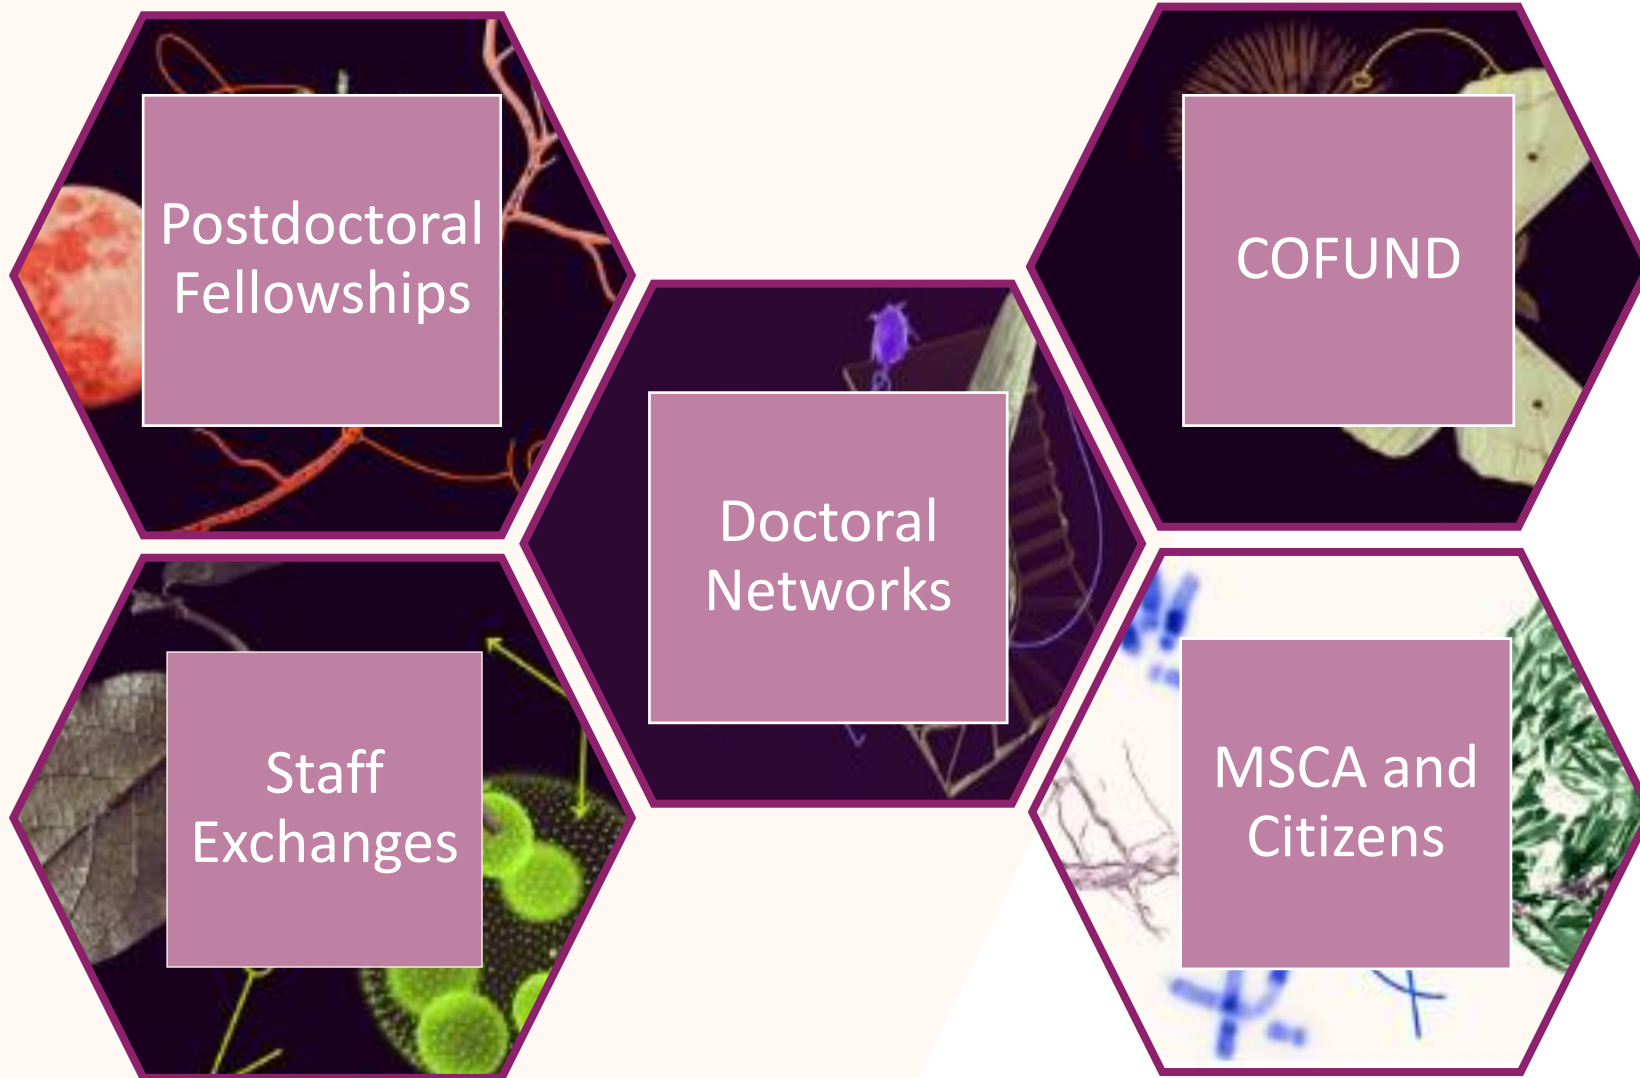 Postdoctoral
Fellowships
COFUND
Doctoral
Networks
Staff
Exchanges
MSCA and
Citizens